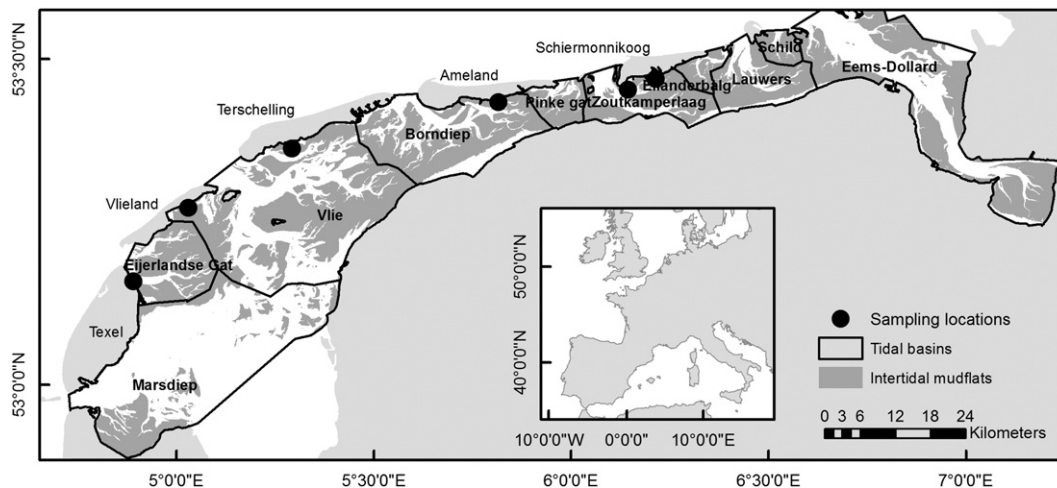 53°30'0"N
53°0'0"N
Schiermonnikoog
Schild
Ameland
Eems-Dollard
Lauwers
Eilanderbalg
Pinke gat
Zoutkamperlaag
Terschelling
Borndiep
Vlieland
Vlie
Eijerlandse Gat
Texel
Marsdiep
50°0'0"N
40°0'0"N
10°0'0"W
0°0'0"
10°0'0"E
Sampling locations
Tidal basins
Intertidal mudflats
0 3 6 12 18 24
Kilometers
5°0'0"E
5°30'0"E
6°0'0"E
6°30'0"E
7°0'0"E